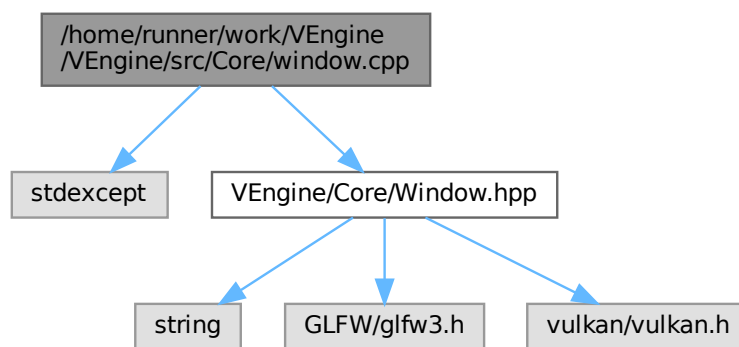 /home/runner/work/VEngine
/VEngine/src/Core/window.cpp
stdexcept
VEngine/Core/Window.hpp
string
GLFW/glfw3.h
vulkan/vulkan.h